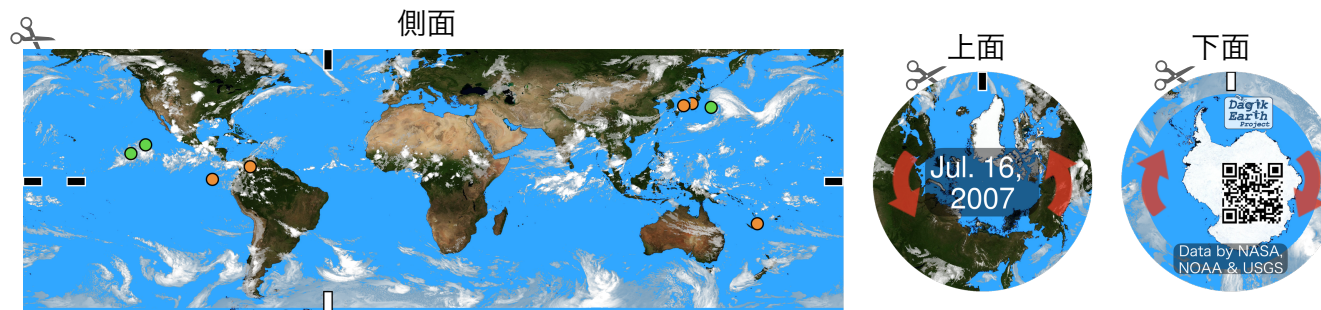 側面
上面
Jul. 16,
2007
下面
Dagik
Earth
Project
Data by NASA,
NOAA & USGS